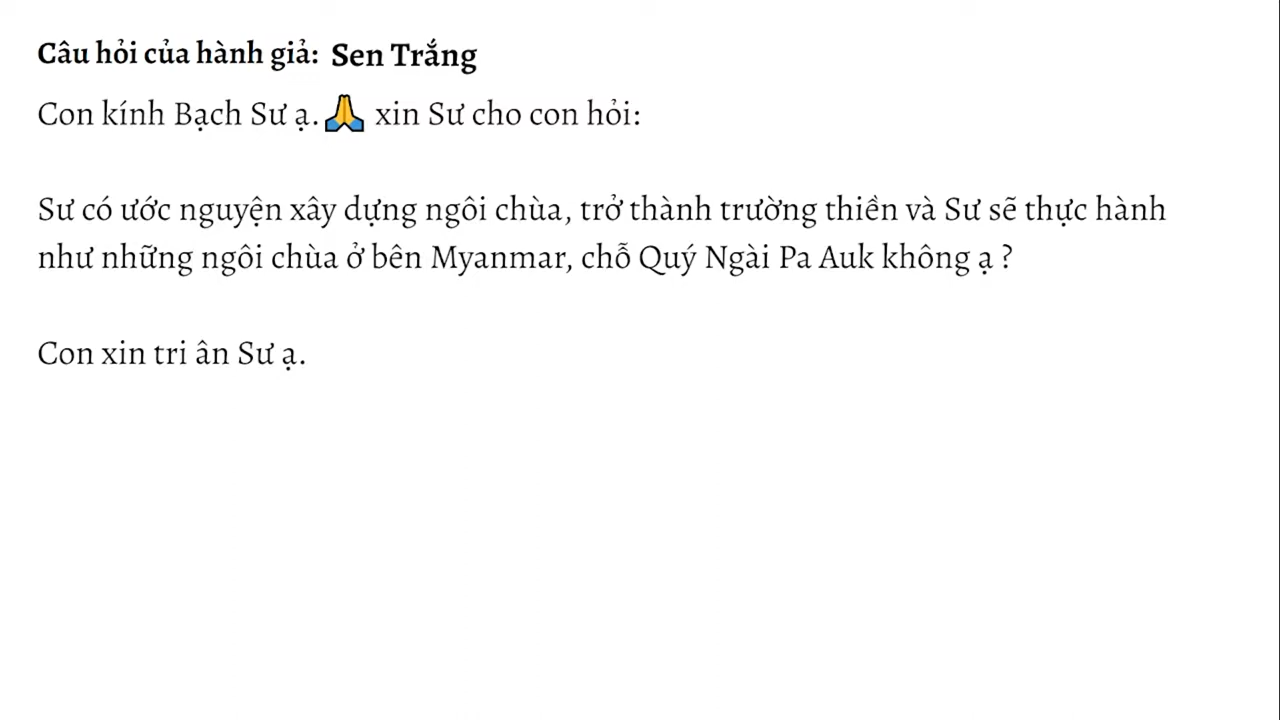 Câu hỏi của hành giả: Sen Trắng
Con kính Bạch Sư ạ.🙏 xin Sư cho con hỏi:
Sư có ước nguyện xây dựng ngôi chùa, trở thành trường thiền và Sư sẽ thực hành
như những ngôi chùa ở bên Myanmar, chỗ Quý Ngài Pa Auk không ạ ?
Con xin tri ân Sư ạ.